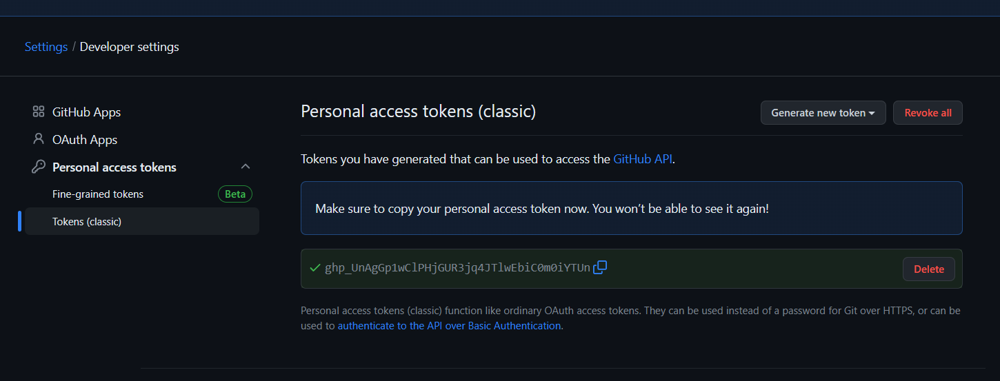 Settings / Developer settings
GitHub Apps
OAuth Apps
Personal access tokens
Fine-grained tokens Beta
Tokens (classic)
Personal access tokens (classic)
Generate new token
Revoke all
Tokens you have generated that can be used to access the GitHub API.
Make sure to copy your personal access token now. You won’t be able to see it again!
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
Delete
Personal access tokens (classic) function like ordinary OAuth access tokens. They can be used instead of a password for Git over HTTPS, or can be
used to authenticate to the API over Basic Authentication.